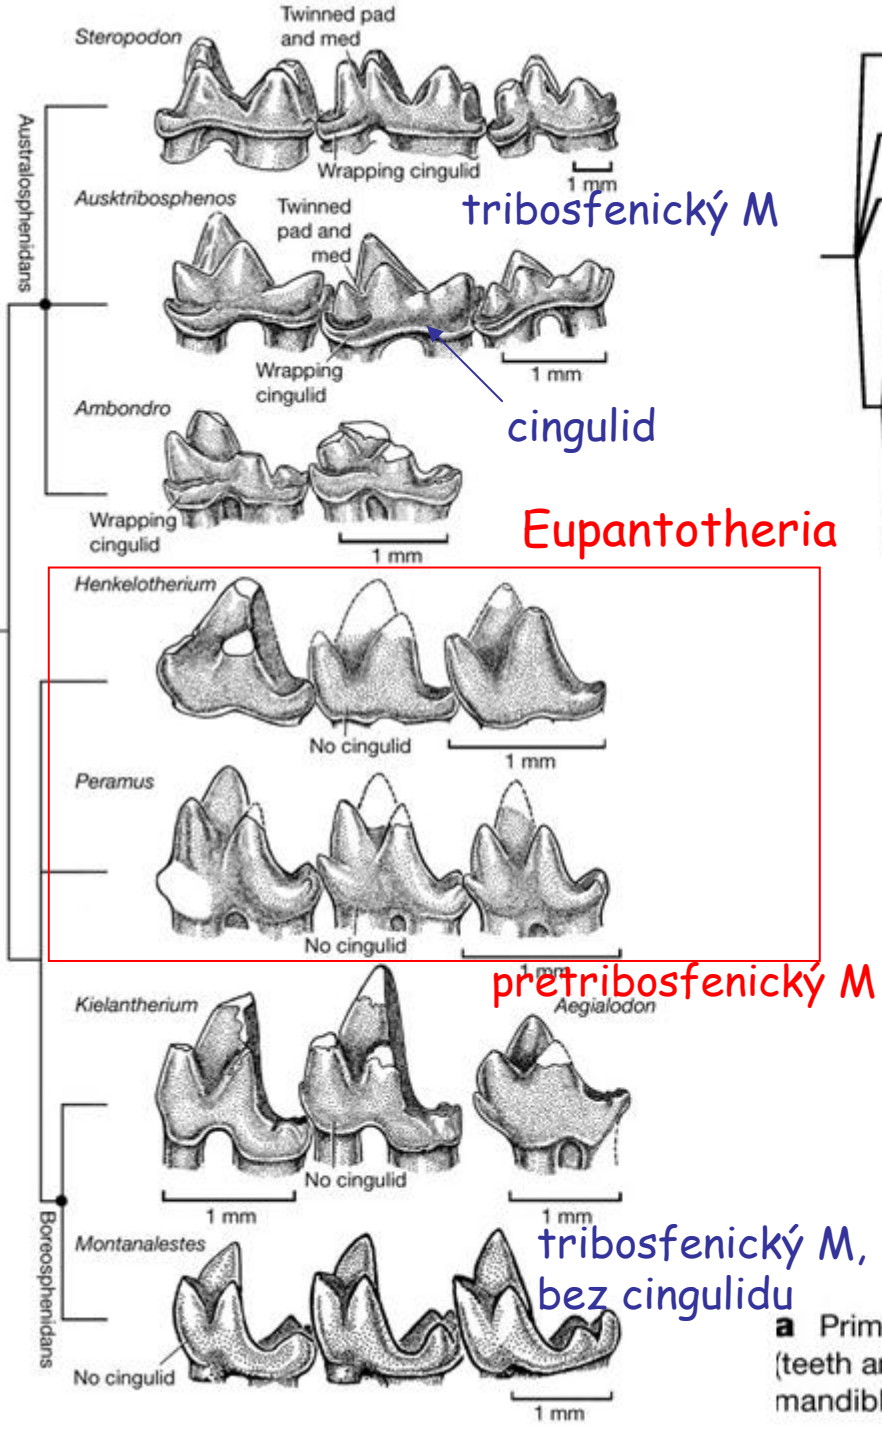 Steropodon
Twinned pad
and med
Wrapping cingulid
1 mm
Australosphenidans
Ausktribosphenos
Twinned
pad and
med
tribosfenický M
Wrapping
cingulid
1 mm
cingulid
Ambondro
Wrapping
cingulid
1 mm
Eupantotheria
Henkelotherium
No cingulid
1 mm
Peramus
No cingulid
1 mm
pretribosfenický M
Kielantherium
Aegialodon
No cingulid
1 mm
1 mm
Boreosphenidans
Montanalestes
tribosfenický M,
bez cingulidu
No cingulid
1 mm
a Prim
(teeth a
mandibl